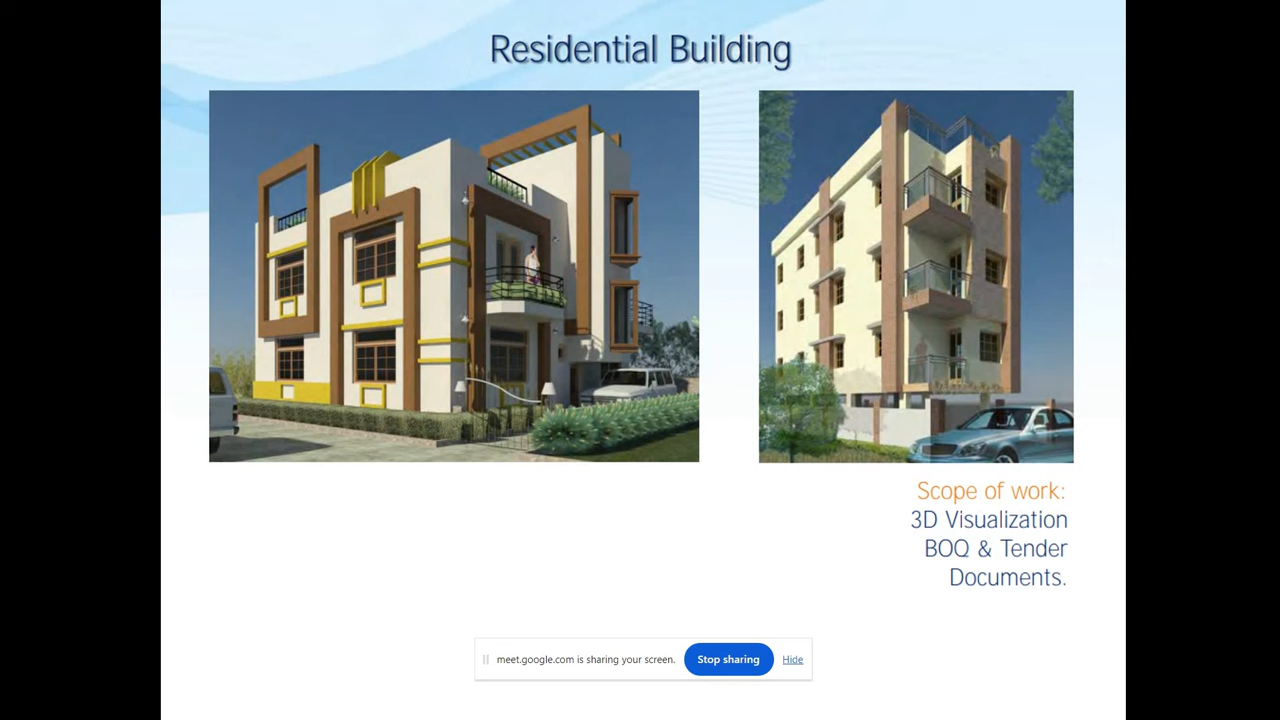 Residential Building
Scope of work:
3D Visualization
BOQ & Tender
Documents.
meet.google.com is sharing your screen. Stop sharing Hide